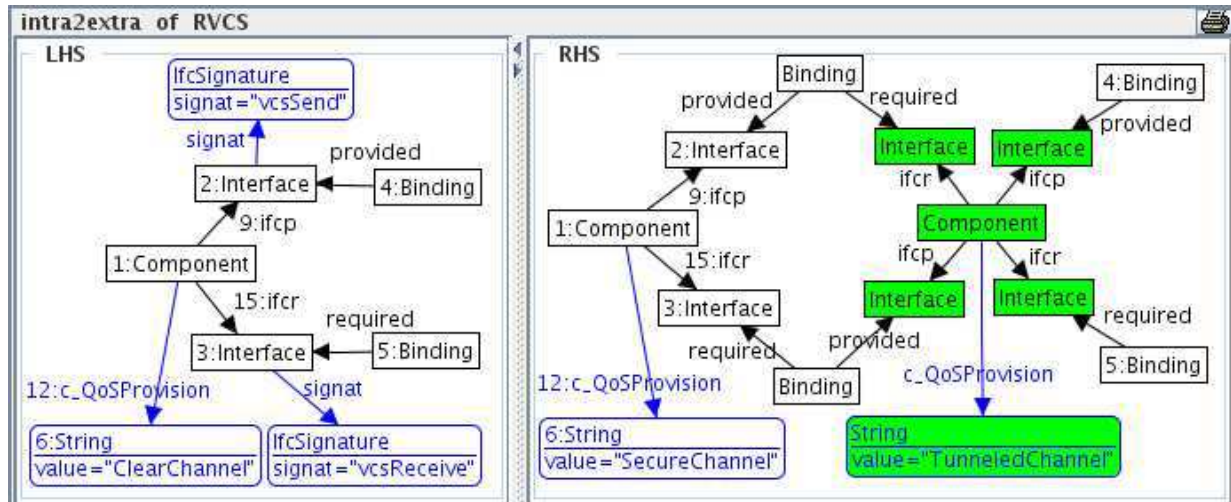 intra2extra of RVCS
LHS
IfcSignature
signat="vcsSend"
signat
provided
2:Interface
4:Binding
9:ifcp
1:Component
15:ifcr
required
3:Interface
5:Binding
12:c_QoSProvision
signat
6:String
value="ClearChannel"
IfcSignature
signat="vcsReceive"
RHS
Binding
4:Binding
provided
required
provided
2:Interface
Interface
Interface
9:ifcp
ifcr
ifcp
1:Component
Component
15:ifcr
ifcp
ifcr
3:Interface
Interface
Interface
required
provided
required
12:c_QoSProvision
Binding
c_QoSProvision
5:Binding
6:String
value="SecureChannel"
String
value="TunneledChannel"